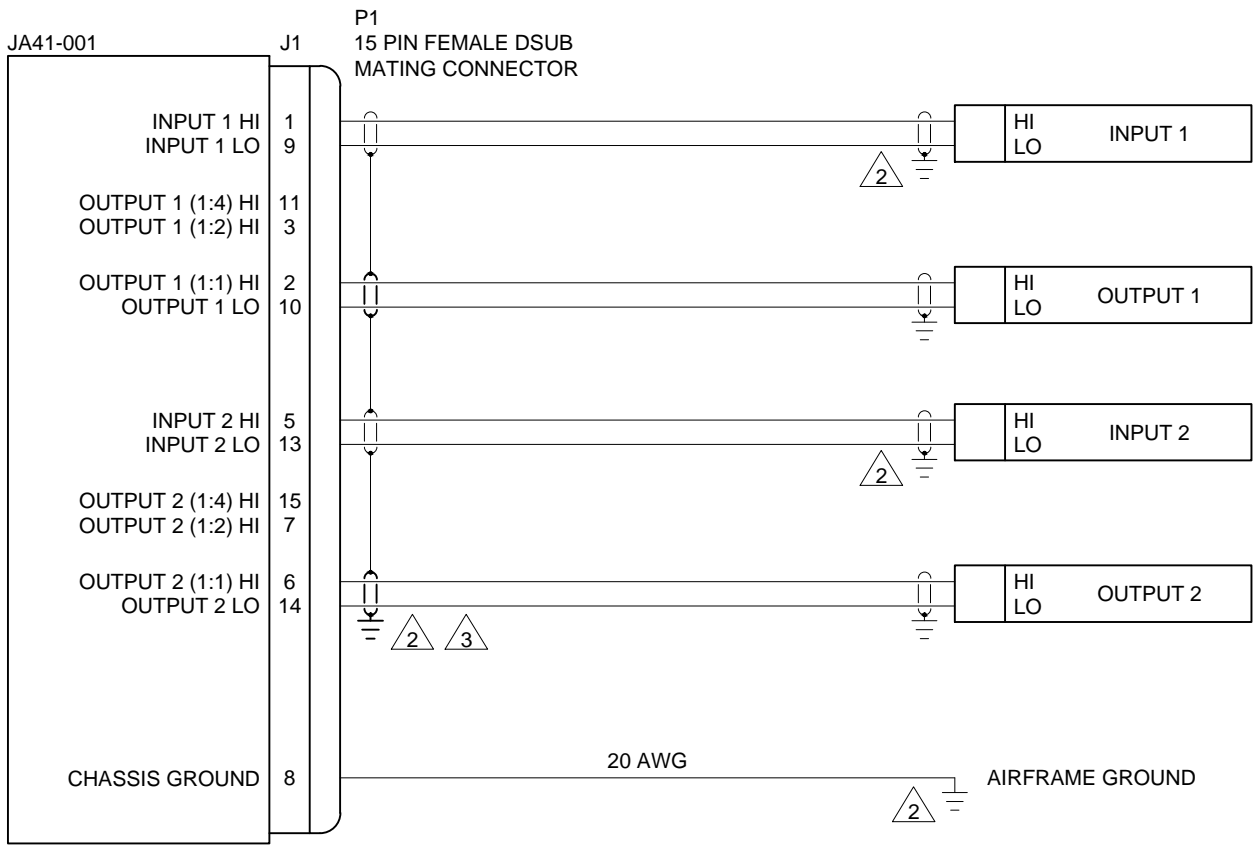 P1
JA41-001 J1 15 PIN FEMALE DSUB
MATING CONNECTOR
INPUT 1 HI 1 HI INPUT 1
INPUT 1 LO 9 LO
2
OUTPUT 1 (1:4) HI 11
OUTPUT 1 (1:2) HI 3
OUTPUT 1 (1:1) HI 2 HI OUTPUT 1
OUTPUT 1 LO 10 LO
INPUT 2 HI 5 HI INPUT 2
INPUT 2 LO 13 LO
2
OUTPUT 2 (1:4) HI 15
OUTPUT 2 (1:2) HI 7
OUTPUT 2 (1:1) HI 6 HI OUTPUT 2
OUTPUT 2 LO 14 LO
2 3
20 AWG
CHASSIS GROUND 8 AIRFRAME GROUND
2